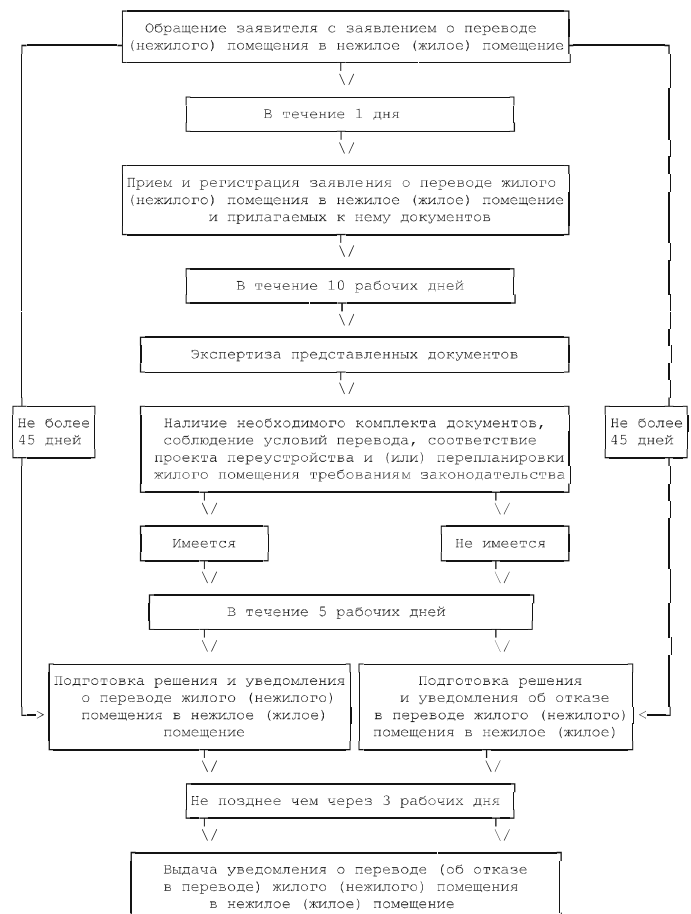 Обращение заявителя с заявлением о переводе
(нежилого) помещения в нежилое (жилое) помещение
В течение 1 дня
Прием и регистрация заявления о переводе жилого
(нежилого) помещения в нежилое (жилое) помещение
и прилагаемых к нему документов
В течение 10 рабочих дней
Экспертиза представленных документов
Не более
45 дней
Наличие необходимого комплекта документов,
соблюдение условий перевода, соответствие
проекта переустройства и (или) перепланировки
жилого помещения требованиям законодательства
Не более
45 дней
Имеется
Не имеется
В течение 5 рабочих дней
Подготовка решения и уведомления
о переводе жилого (нежилого)
помещения в нежилое (жилое)
помещение
Подготовка решения
и уведомления об отказе
в переводе жилого (нежилого)
помещения в нежилое (жилое)
Не позднее чем через 3 рабочих дня
Выдача уведомления о переводе (об отказе
в переводе) жилого (нежилого) помещения
в нежилое (жилое) помещение